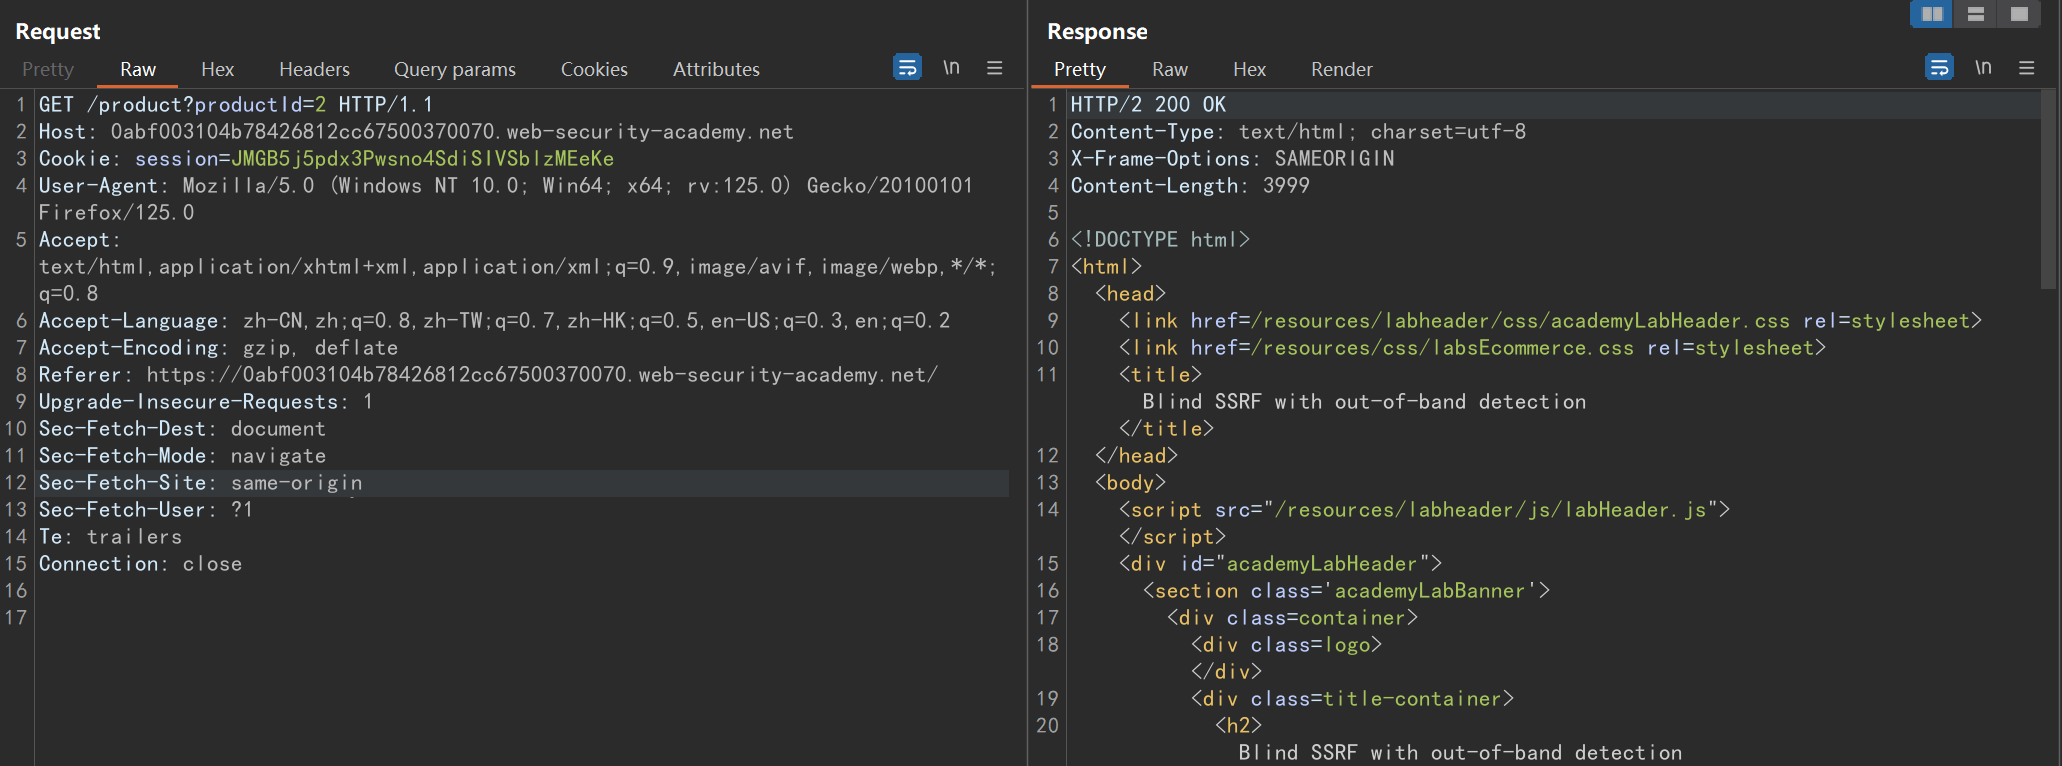 Request
Pretty Raw Hex Headers Query params Cookies Attributes \n
1 GET /product?productId=2 HTTP/1.1
2 Host: 0abf003104b78426812cc67500370070.web-security-academy.net
3 Cookie: session=JMGB5j5pdx3Pwsno4SdiSIVSblzMEeKe
4 User-Agent: Mozilla/5.0 (Windows NT 10.0; Win64; x64; rv:125.0) Gecko/20100101
Firefox/125.0
5 Accept:
text/html,application/xhtml+xml,application/xml;q=0.9,image/avif,image/webp,*/*;
q=0.8
6 Accept-Language: zh-CN,zh;q=0.8,zh-TW;q=0.7,zh-HK;q=0.5,en-US;q=0.3,en;q=0.2
7 Accept-Encoding: gzip, deflate
8 Referer: https://0abf003104b78426812cc67500370070.web-security-academy.net/
9 Upgrade-Insecure-Requests: 1
10 Sec-Fetch-Dest: document
11 Sec-Fetch-Mode: navigate
12 Sec-Fetch-Site: same-origin
13 Sec-Fetch-User: ?1
14 Te: trailers
15 Connection: close
16
17
Response
Pretty Raw Hex Render \n
1 HTTP/2 200 OK
2 Content-Type: text/html; charset=utf-8
3 X-Frame-Options: SAMEORIGIN
4 Content-Length: 3999
5
6 <!DOCTYPE html>
7 <html>
8 <head>
9 <link href=/resources/labheader/css/academyLabHeader.css rel=stylesheet>
10 <link href=/resources/css/labsEcommerce.css rel=stylesheet>
11 <title>
Blind SSRF with out-of-band detection
</title>
12 </head>
13 <body>
14 <script src="/resources/labheader/js/labHeader.js">
</script>
15 <div id="academyLabHeader">
16 <section class='academyLabBanner'>
17 <div class=container>
18 <div class=logo>
</div>
19 <div class=title-container>
20 <h2>
Blind SSRF with out-of-band detection